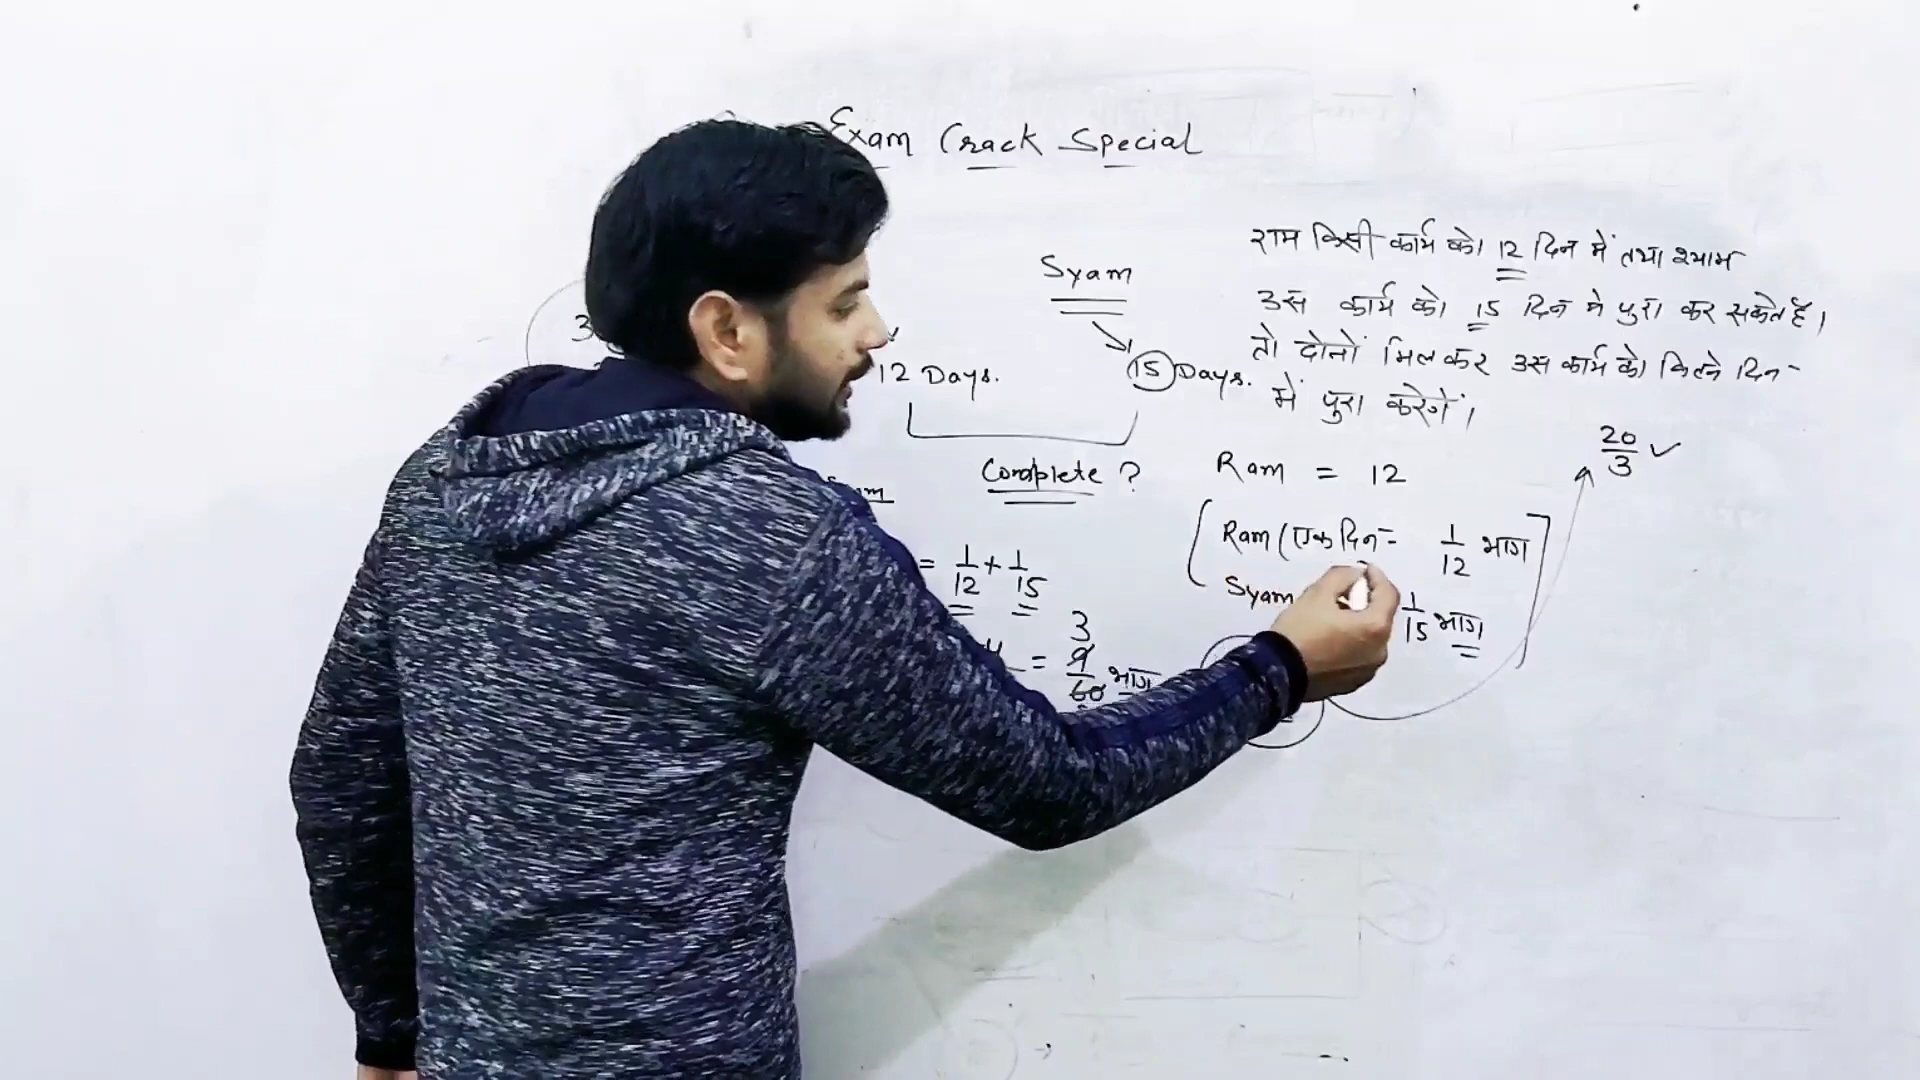 Exam Crack Special
Syam
12 Days.
15 Days.
Complete ?
= 1/12 + 1/15
= 9/60 भाग
3
राम किसी कार्य को 12 दिन में तथा श्याम
उस कार्य को 15 दिन मे पुरा कर सकते हैं।
तो दोनों मिलकर उस कार्य को कितने दिन -
में पुरा करेगें।
Ram = 12
Ram (एक दिन = 1/12 भाग
Syam 1/15 भाग
20/3 ✓